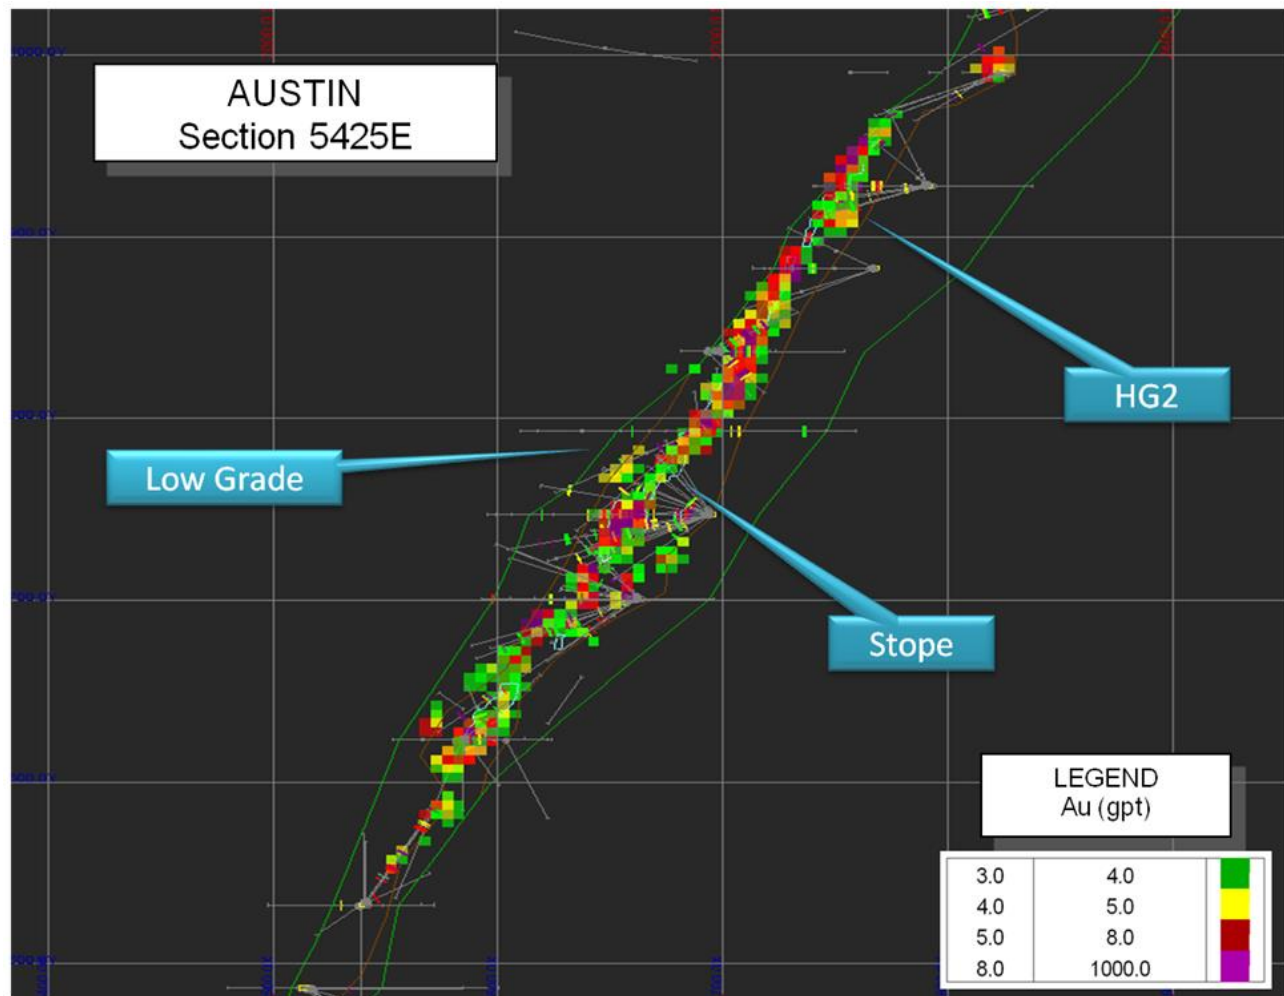 AUSTIN
Section 5425E
HG2
Low Grade
Stope
LEGEND
Au (gpt)
3.0 4.0
4.0 5.0
5.0 8.0
8.0 1000.0